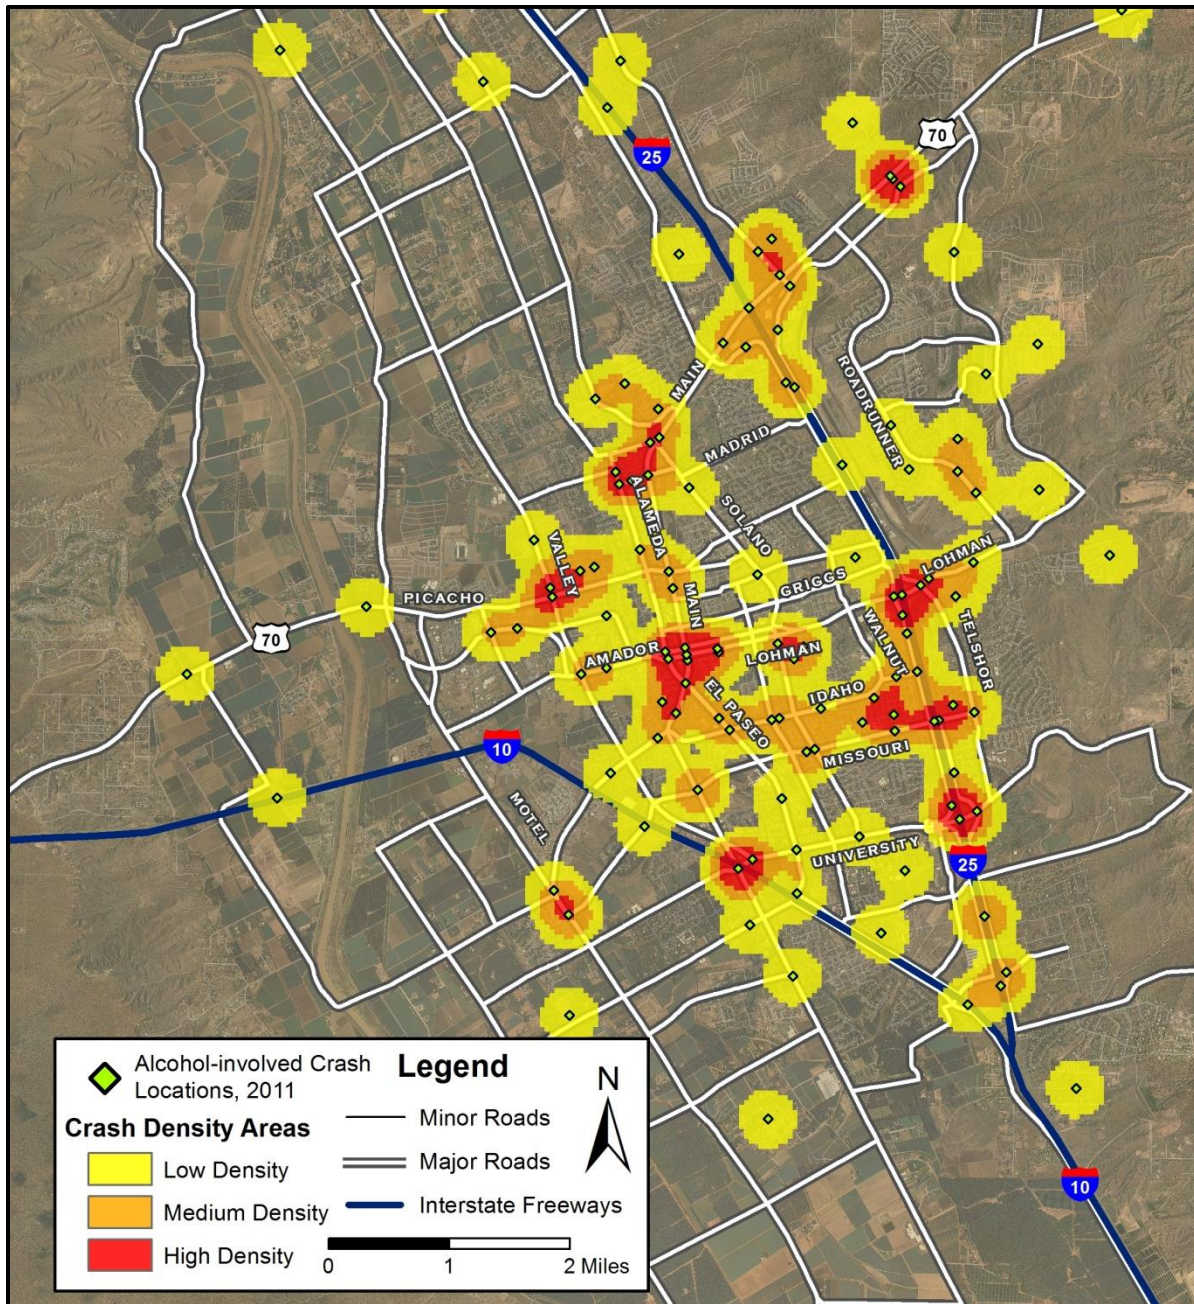 70
25
MAIN
ROADRUNNER
MADRID
ALAMEDA
SOLANO
VALLEY
LOHMAN
GRIGGS
PICACHO
MAIN
70
WALNUT
TELSHOR
AMADOR
LOHMAN
EL PASEO
IDAHO
10
MISSOURI
MOTEL
UNIVERSITY
25
10
Legend
Alcohol-involved Crash
Locations, 2011
Crash Density Areas
Low Density
Medium Density
High Density
Minor Roads
Major Roads
Interstate Freeways
N
0 1 2 Miles